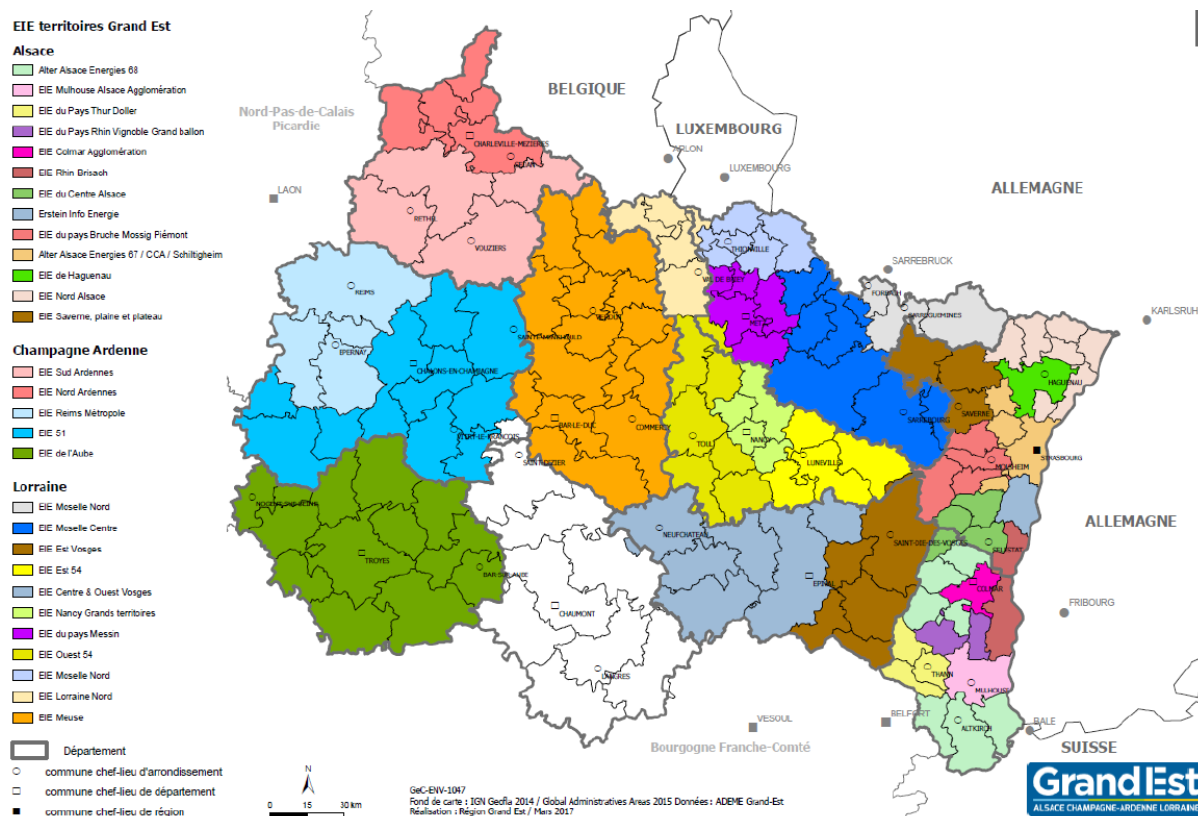 EIE territoires Grand Est
Alsace
Alter Alsace Energies 68
EIE Mulhouse Alsace Agglomération
EIE du Pays Thur Doller
EIE du Pays Rhin Vignoble Grand ballon
EIE Colmar Agglomération
EIE Rhin Brisach
EIE du Centre Alsace
Erstein Info Energie
EIE du pays Bruche Mossig Piémont
Alter Alsace Energies 67 / CCA / Schiltigheim
EIE de Haguenau
EIE Nord Alsace
EIE Saverne, plaine et plateau
Champagne Ardenne
EIE Sud Ardennes
EIE Nord Ardennes
EIE Reims Métropole
EIE 51
EIE de l'Aube
Lorraine
EIE Moselle Nord
EIE Moselle Centre
EIE Est Vosges
EIE Est 54
EIE Centre & Ouest Vosges
EIE Nancy Grands territoires
EIE du pays Messin
EIE Ouest 54
EIE Moselle Nord
EIE Lorraine Nord
EIE Meuse
Département
commune chef-lieu d'arrondissement
commune chef-lieu de département
commune chef-lieu de région
N
0 15 30 km
GeC-ENV-1047
Fond de carte : IGN Geofla 2014 / Global Administratives Areas 2015 Données : ADEME Grand-Est
Réalisation : Région Grand Est / Mars 2017
BELGIQUE
Nord-Pas-de-Calais
Picardie
LUXEMBOURG
CHARLEVILLE-MEZIERES
SEDAN
ARLON
LUXEMBOURG
LAON
ALLEMAGNE
RETHEL
VOUZIERS
THIONVILLE
SARREBRUCK
VAL DE BRIEY
FORBACH
REIMS
SARREGUEMINES
KARLSRUH
METZ
VERDUN
SAINTE-MENEHOULD
EPERNAY
CHALONS-EN-CHAMPAGNE
HAGUENAU
SAVERNE
SARREBOURG
BAR-LE-DUC
COMMERCY
VITRY-LE-FRANCOIS
TOUL
NANCY
LUNEVILLE
SAINT-DIZIER
MOLSHEIM
STRASBOURG
NOGENT-SUR-SEINE
ALLEMAGNE
NEUFCHATEAU
SAINT-DIE-DES-VOSGES
SELESTAT
TROYES
BAR-SUR-AUBE
EPINAL
COLMAR
CHAUMONT
FRIBOURG
LANGRES
THANN
MULHOUSE
VESOUL
BELFORT
ALTKIRCH
BALE
Bourgogne Franche-Comté
SUISSE
GrandEst
ALSACE CHAMPAGNE-ARDENNE LORRAINE